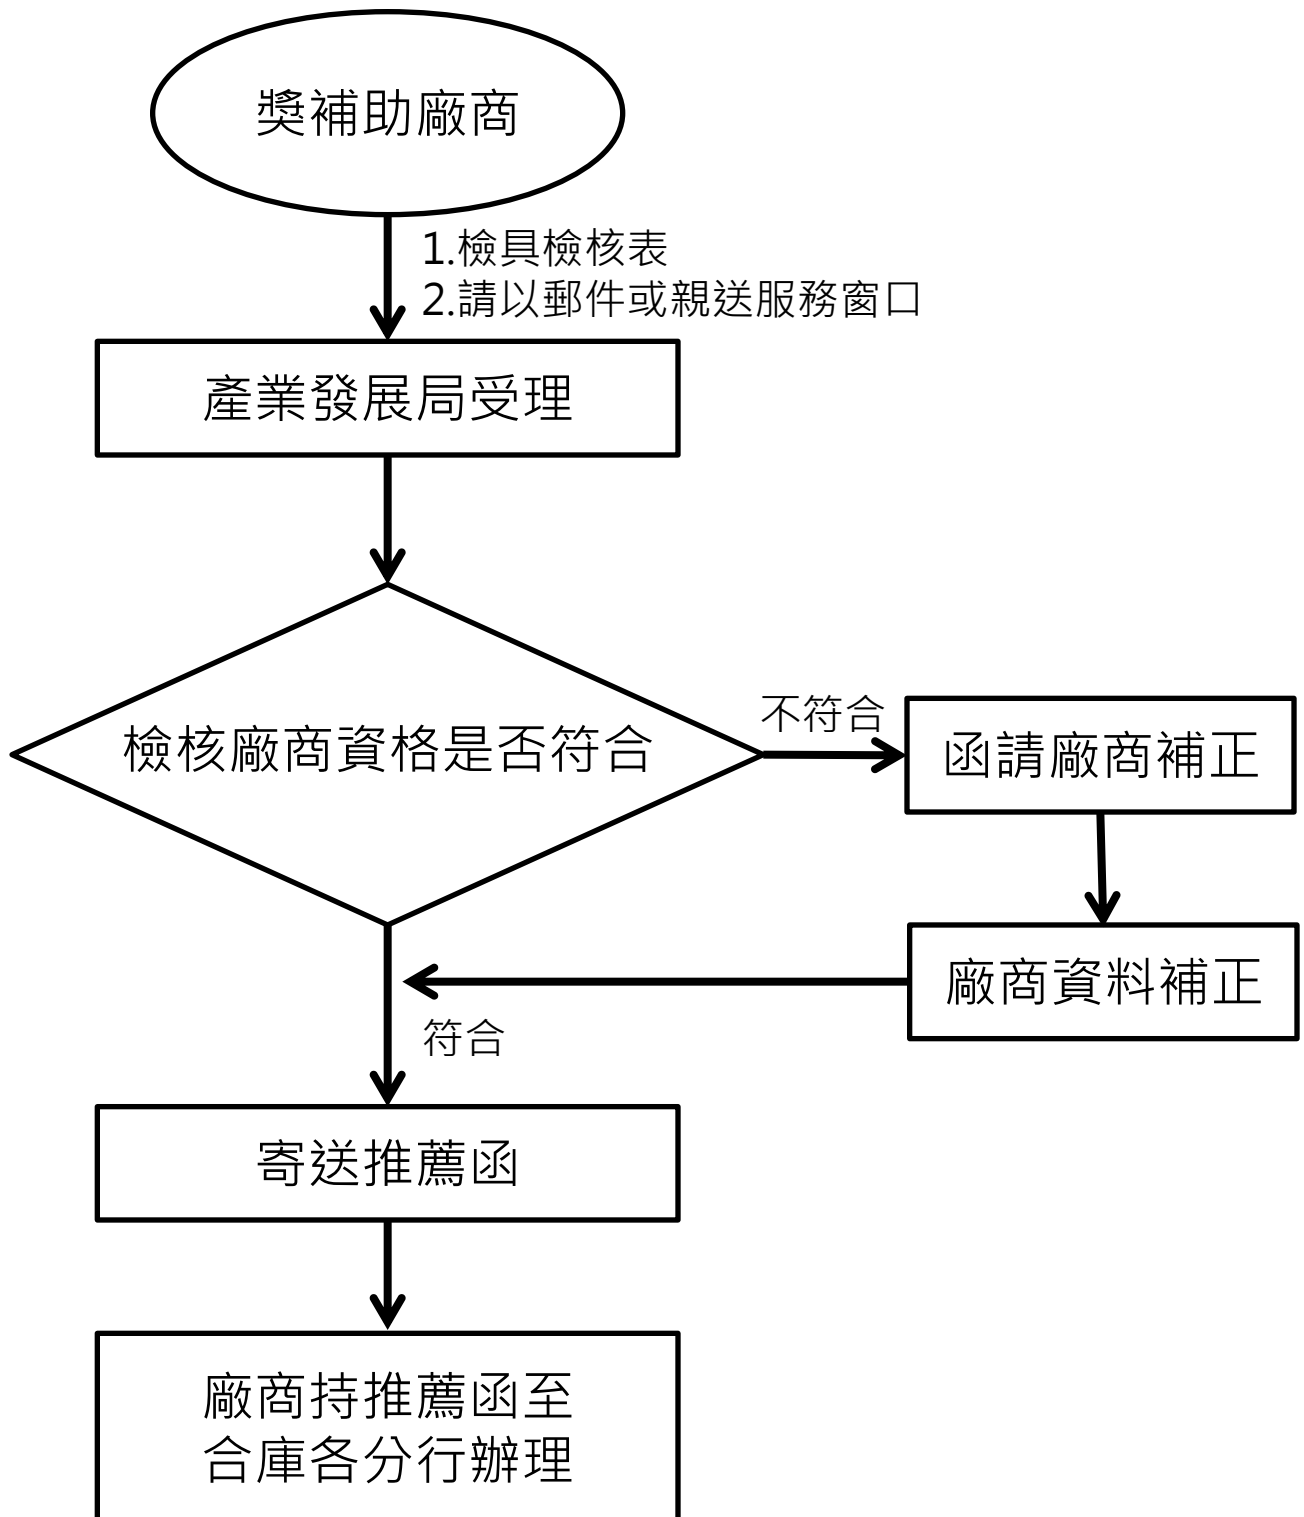 獎補助廠商
1.檢具檢核表
2.請以郵件或親送服務窗口
產業發展局受理
檢核廠商資格是否符合
不符合
函請廠商補正
廠商資料補正
符合
寄送推薦函
廠商持推薦函至
合庫各分行辦理